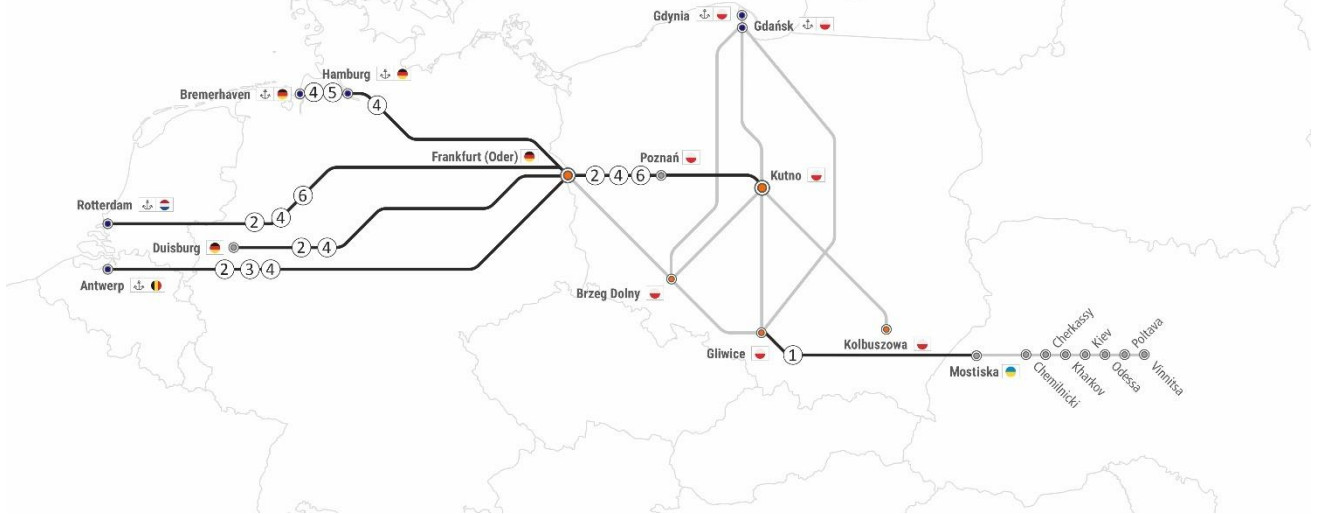 Gdynia
Gdańsk
Hamburg
Bremerhaven
4 5
4
Frankfurt (Oder)
2 4 6
Poznań
Kutno
Rotterdam
2 4 6
Duisburg
2 4
Antwerp
2 3 4
Brzeg Dolny
Gliwice
1
Kolbuszowa
Mostiska
Chemilnicki
Cherkassy
Kharkov
Kiev
Odessa
Poltava
Vinnitsa